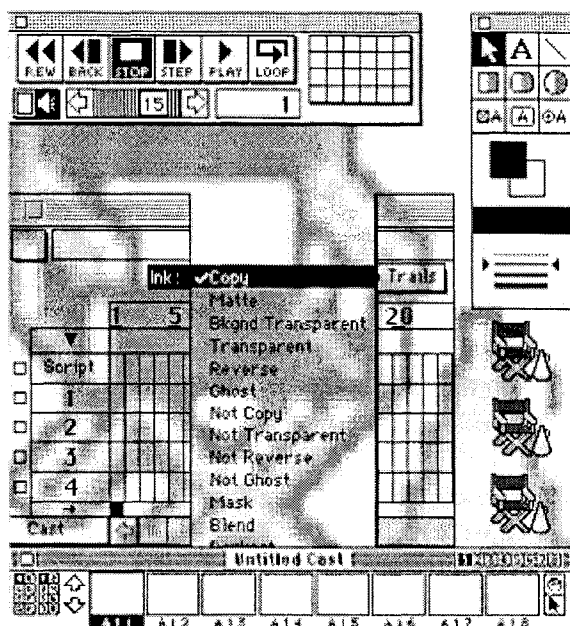 REW BACK STOP STEP PLAY LOOP
15 1
A
A A A
Ink: ✓Copy Trails
Matte
1 5 20
Bkgnd Transparent
Transparent
Reverse
Script
Ghost
1
Not Copy
2
Not Transparent
3
Not Reverse
4
Not Ghost
Mask
Cast
Blend
Untitled Cast
A11 A12 A13 A14 A15 A16 A17 A18